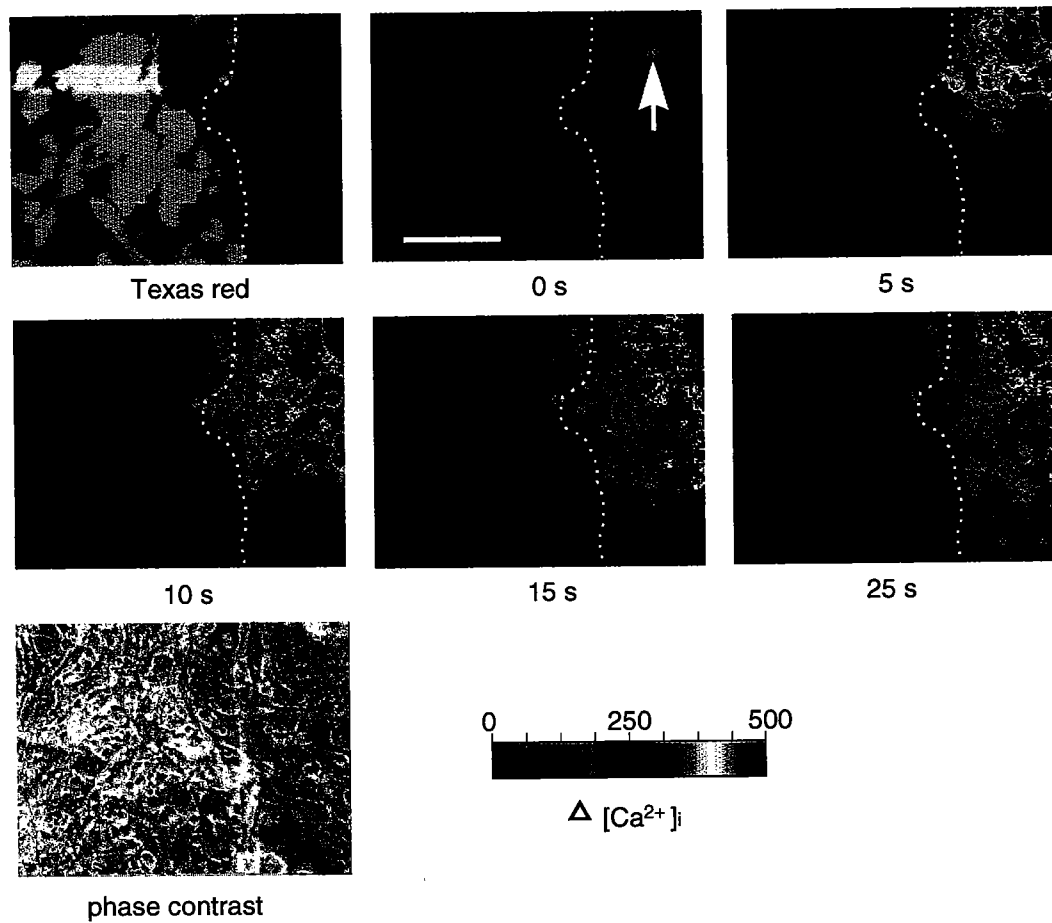 Texas red
0 s
5 s
10 s
15 s
25 s
phase contrast
0 250 500
Δ [Ca²⁺]i